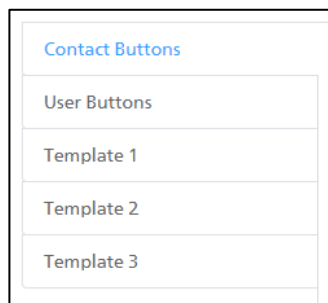 Contact Buttons
User Buttons
Template 1
Template 2
Template 3